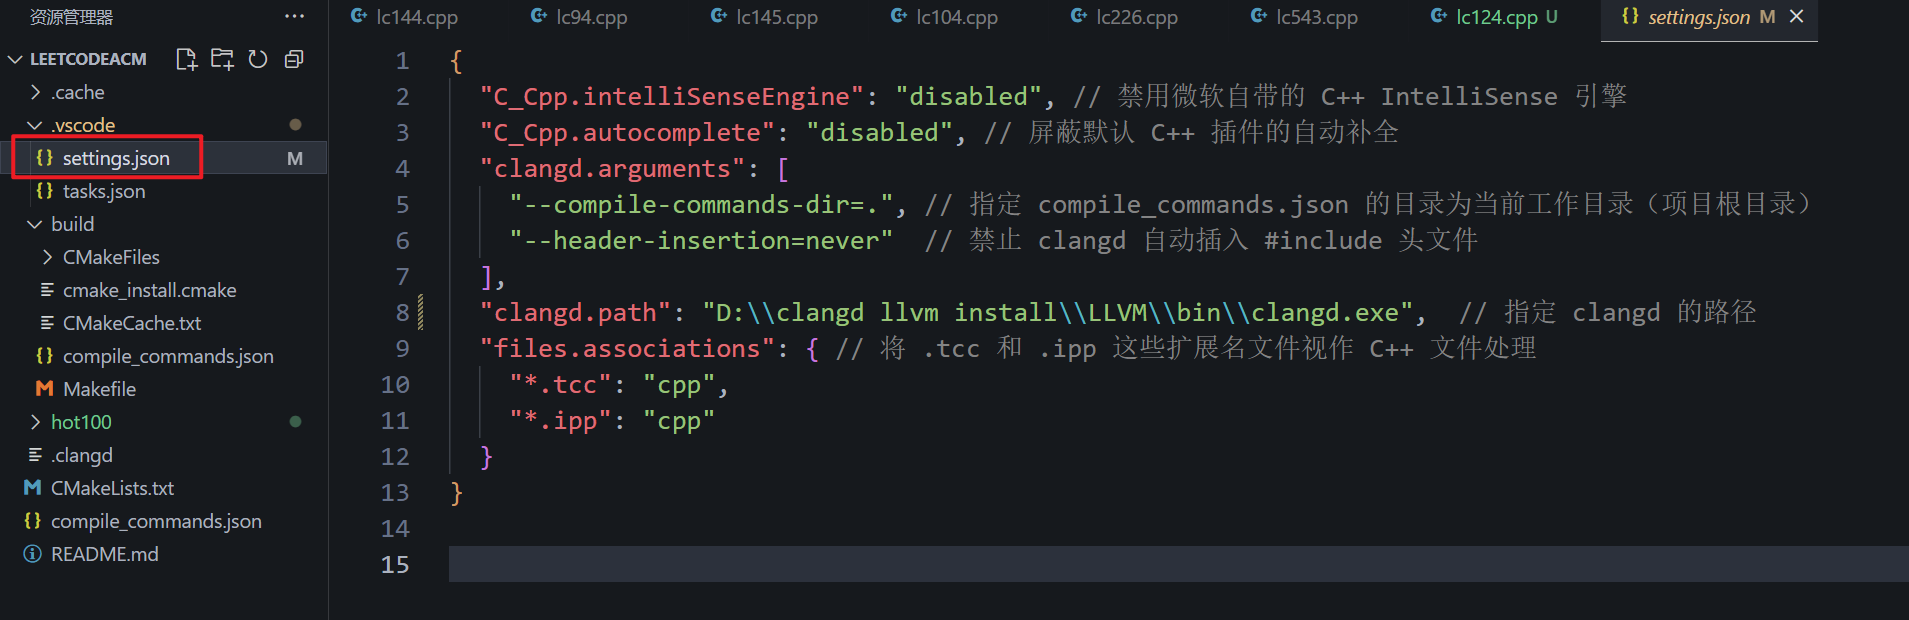 资源管理器
···
LEETCODEACM
.cache
.vscode
settings.json M
tasks.json
build
CMakeFiles
cmake_install.cmake
CMakeCache.txt
compile_commands.json
Makefile
hot100
.clangd
CMakeLists.txt
compile_commands.json
README.md
lc144.cpp lc94.cpp lc145.cpp lc104.cpp lc226.cpp lc543.cpp lc124.cpp U settings.json M
1 {
2 "C_Cpp.intelliSenseEngine": "disabled", // 禁用微软自带的 C++ IntelliSense 引擎
3 "C_Cpp.autocomplete": "disabled", // 屏蔽默认 C++ 插件的自动补全
4 "clangd.arguments": [
5 "--compile-commands-dir=.", // 指定 compile_commands.json 的目录为当前工作目录（项目根目录）
6 "--header-insertion=never" // 禁止 clangd 自动插入 #include 头文件
7 ],
8 "clangd.path": "D:\\clangd llvm install\\LLVM\\bin\\clangd.exe", // 指定 clangd 的路径
9 "files.associations": { // 将 .tcc 和 .ipp 这些扩展名文件视作 C++ 文件处理
10 "*.tcc": "cpp",
11 "*.ipp": "cpp"
12 }
13 }
14
15